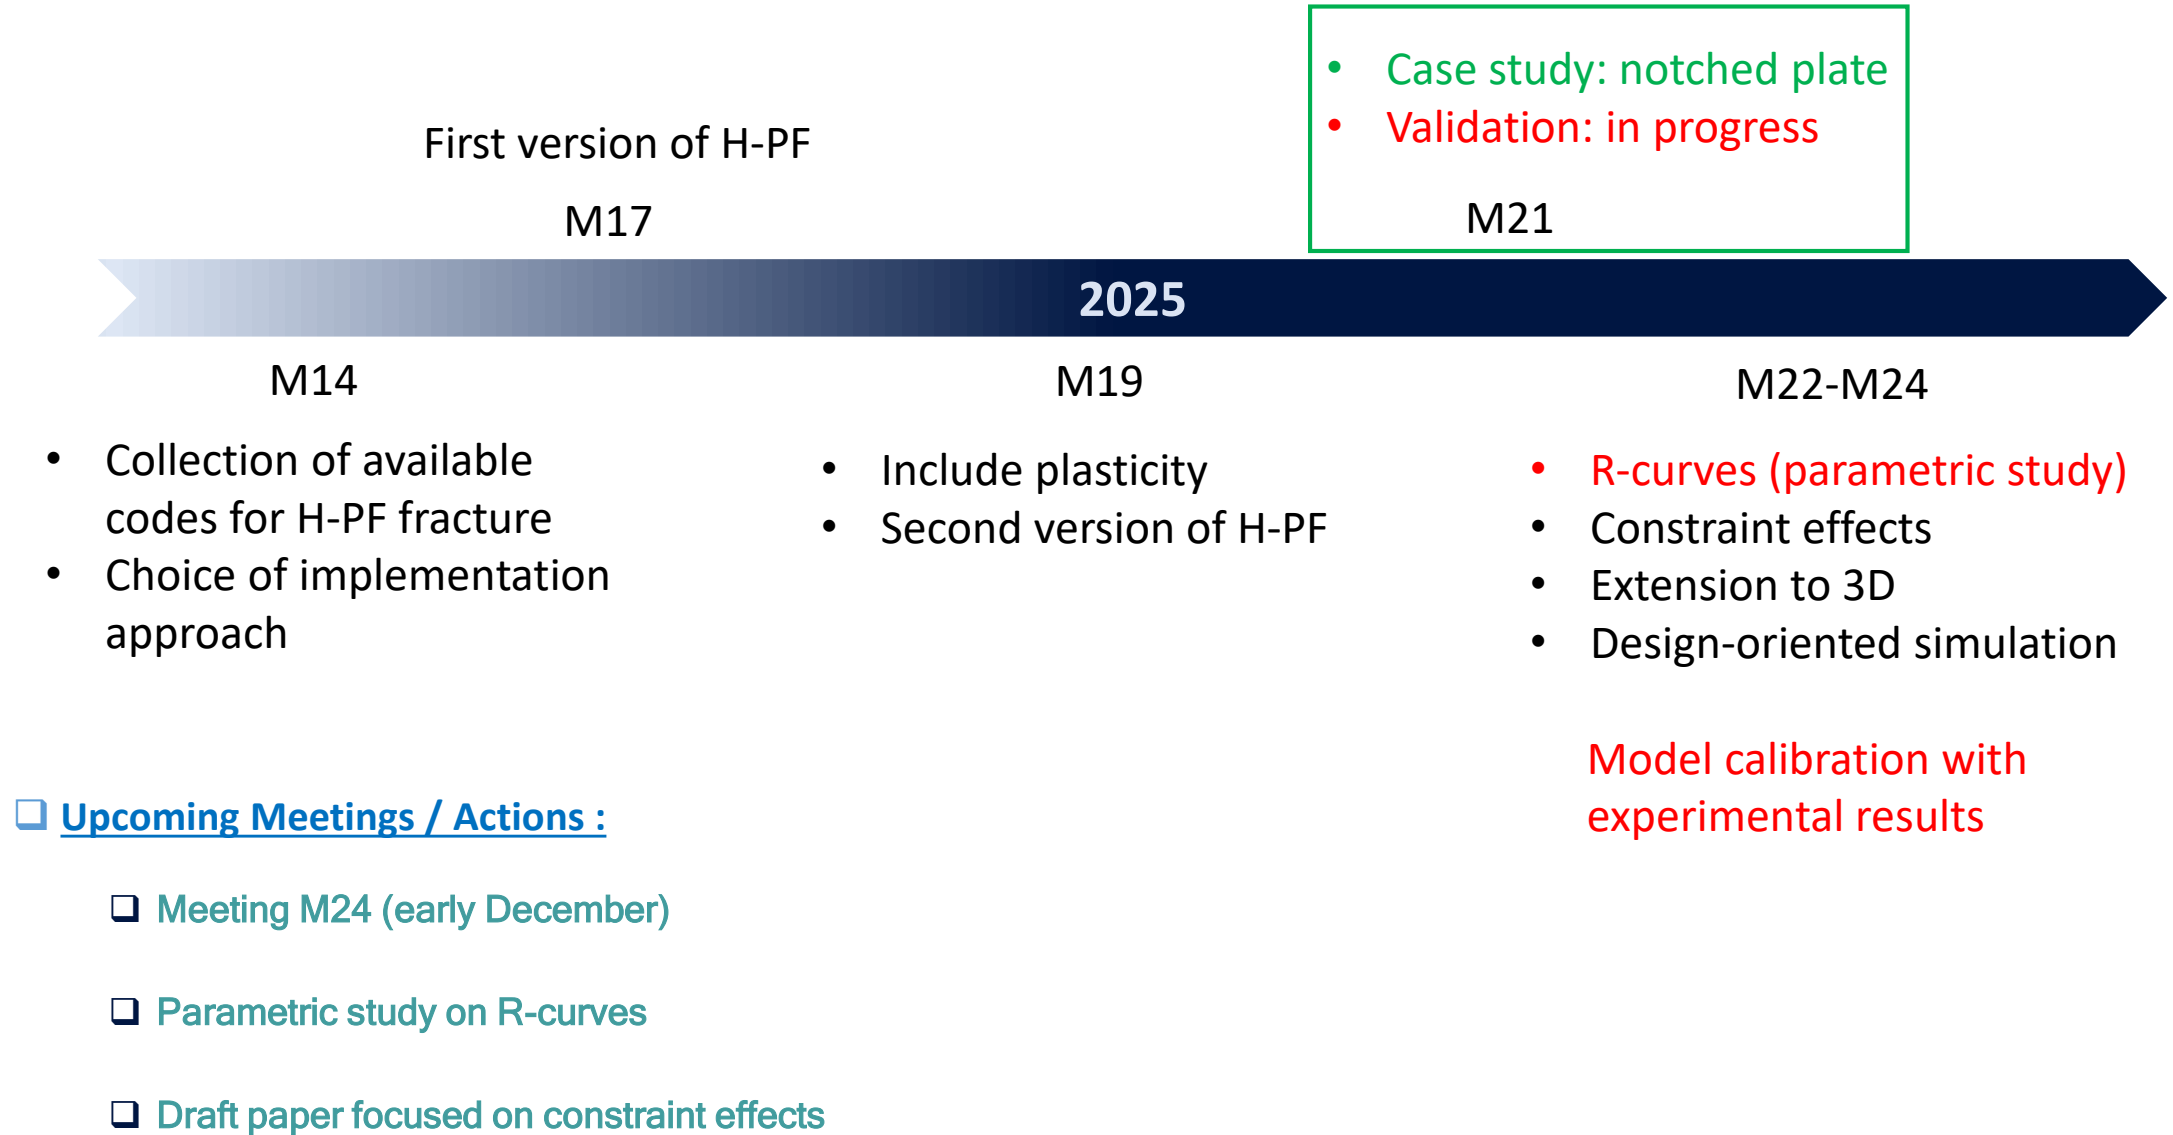 • Case study: notched plate
• Validation: in progress
First version of H-PF
M17
M21
2025
M14
M19
M22-M24
• Collection of available
codes for H-PF fracture
• Choice of implementation
approach
• Include plasticity
• Second version of H-PF
• R-curves (parametric study)
• Constraint effects
• Extension to 3D
• Design-oriented simulation
Model calibration with
experimental results
❑ Upcoming Meetings / Actions :
❑ Meeting M24 (early December)
❑ Parametric study on R-curves
❑ Draft paper focused on constraint effects